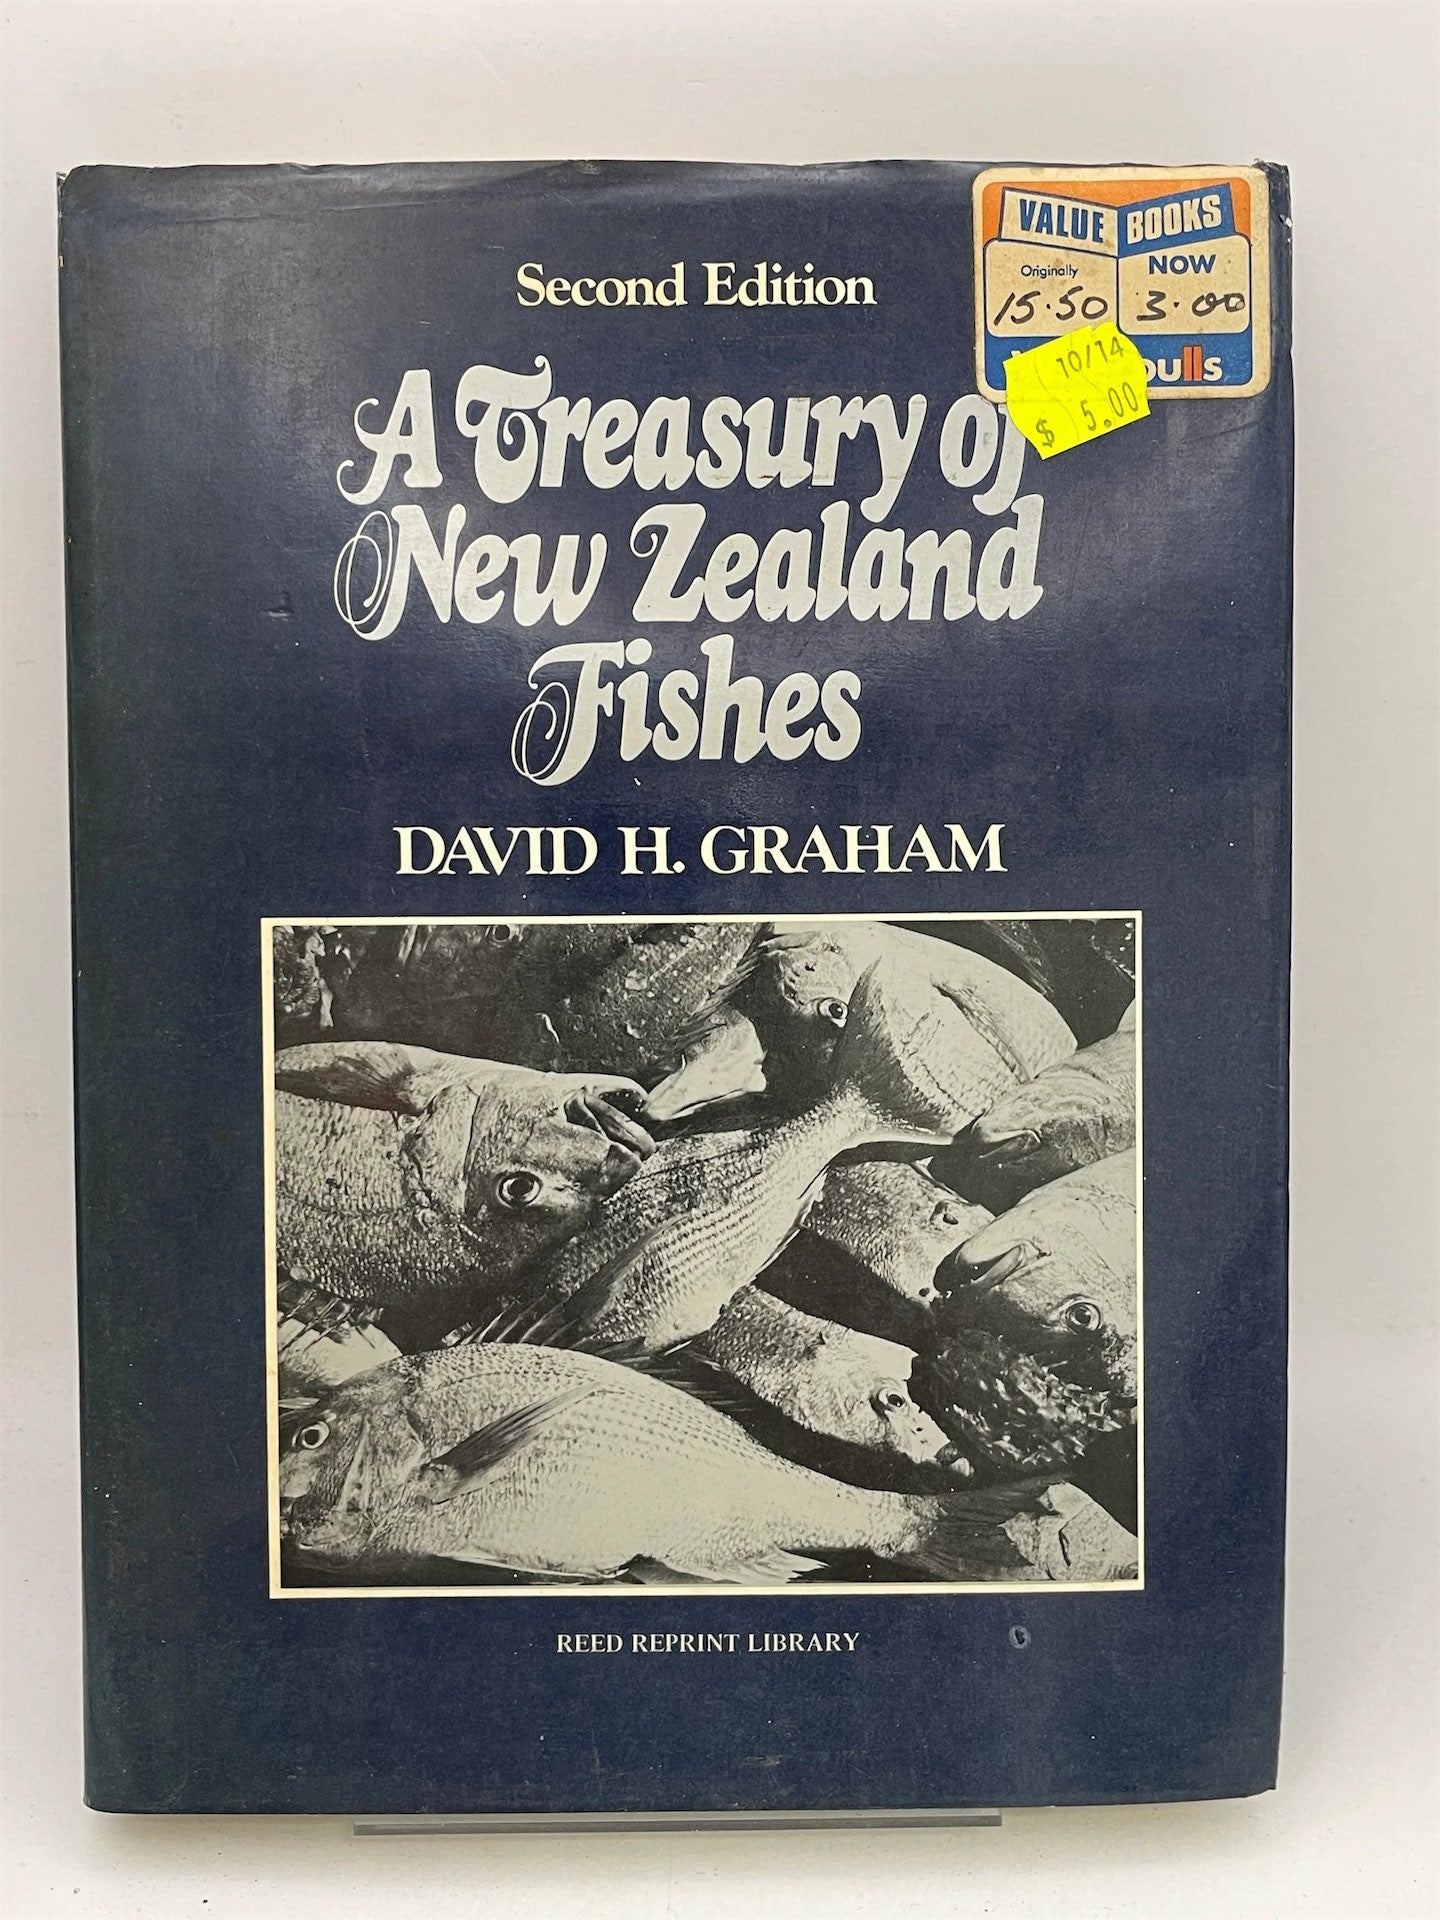 VALUE BOOKS
Originally NOW
15.50 3.00
10/14
$ 5.00
Second Edition
A Treasury of
New Zealand
Fishes
DAVID H. GRAHAM
REED REPRINT LIBRARY